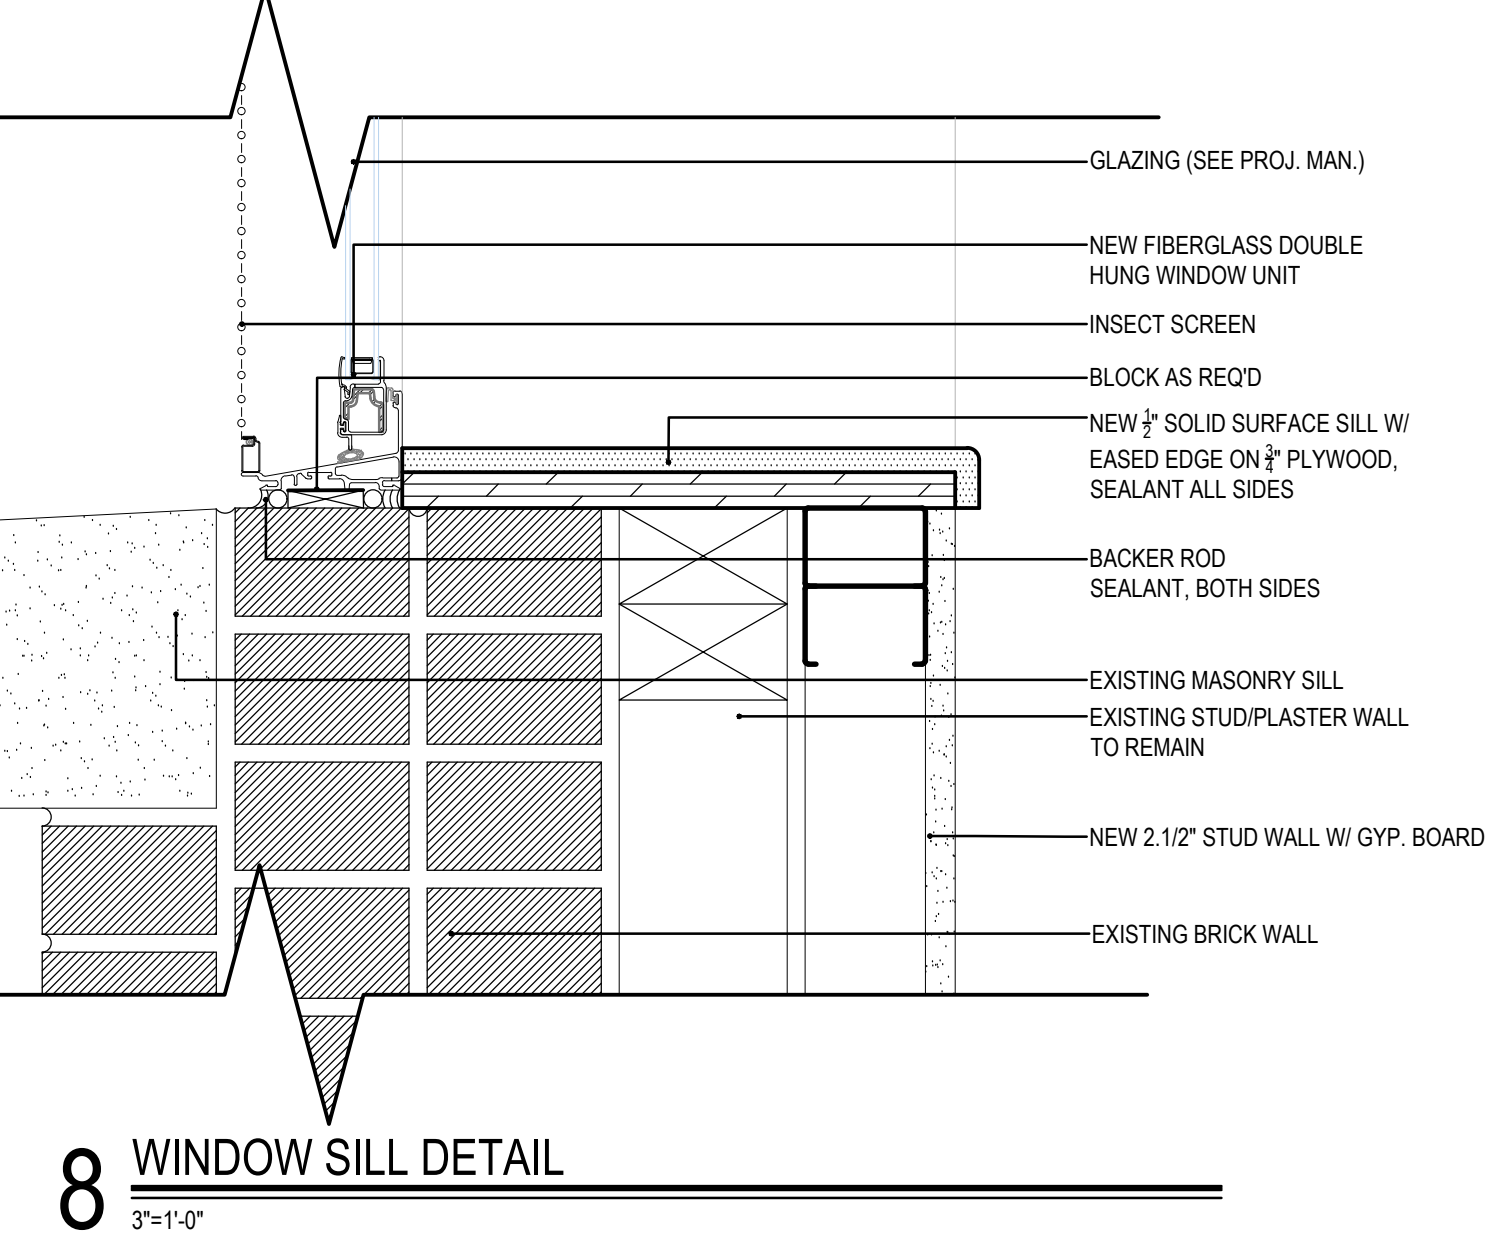 GLAZING (SEE PROJ. MAN.)
NEW FIBERGLASS DOUBLE
HUNG WINDOW UNIT
INSECT SCREEN
BLOCK AS REQ'D
NEW 1/2" SOLID SURFACE SILL W/
EASED EDGE ON 3/4" PLYWOOD,
SEALANT ALL SIDES
BACKER ROD
SEALANT, BOTH SIDES
EXISTING MASONRY SILL
EXISTING STUD/PLASTER WALL
TO REMAIN
NEW 2.1/2" STUD WALL W/ GYP. BOARD
EXISTING BRICK WALL
8 WINDOW SILL DETAIL
3"=1'-0"